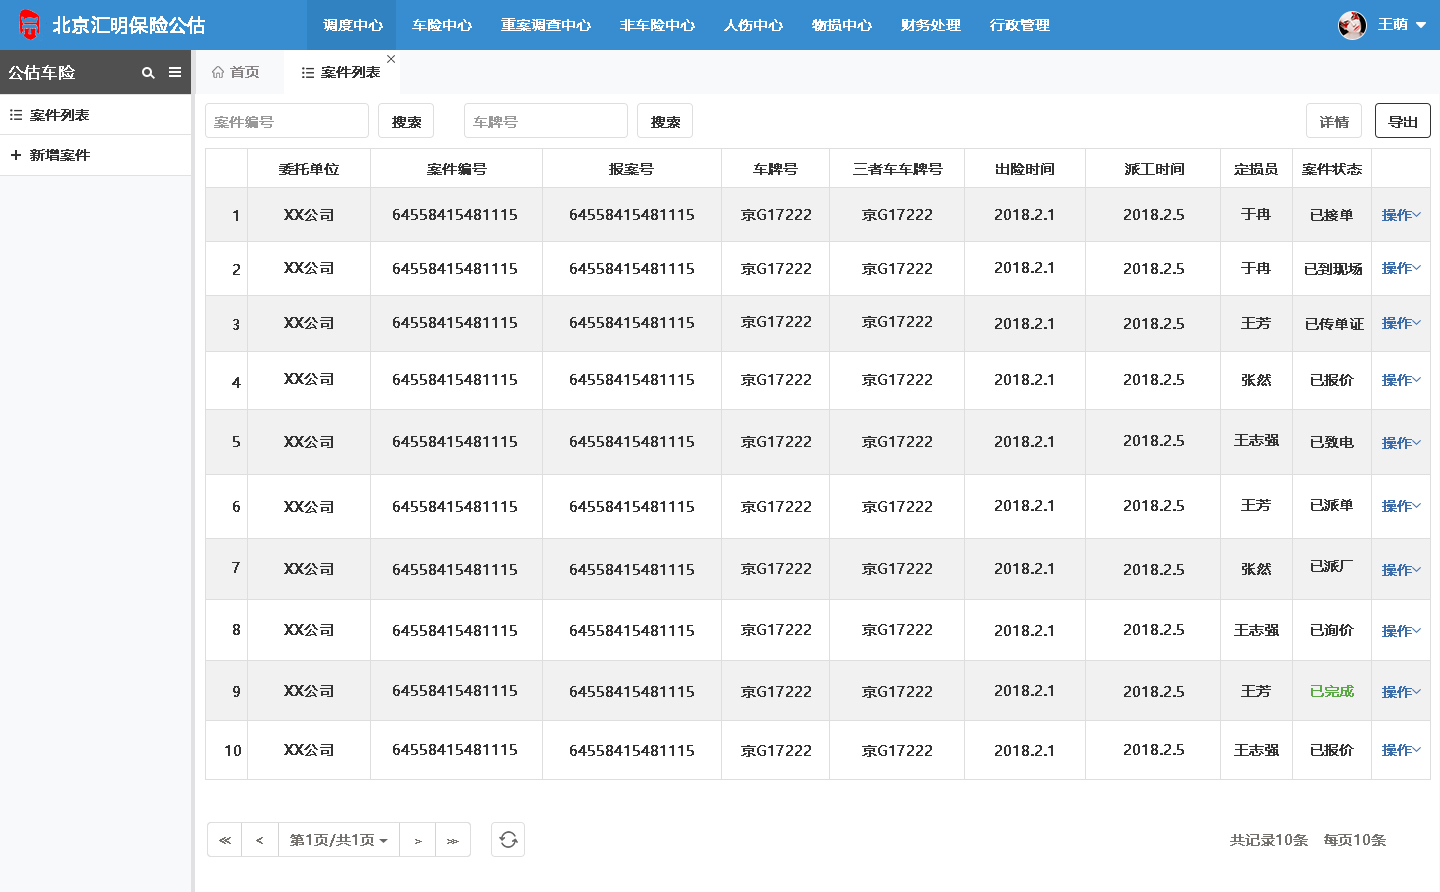 北京汇明保险公估 调度中心 车险中心 重案调查中心 非车险中心 人伤中心 物损中心 财务处理 行政管理 王萌
公估车险 首页 案件列表
案件列表
新增案件
案件编号 搜索 车牌号 搜索 详情 导出
委托单位 案件编号 报案号 车牌号 三者车车牌号 出险时间 派工时间 定损员 案件状态
1 XX公司 64558415481115 64558415481115 京G17222 京G17222 2018.2.1 2018.2.5 于冉 已接单 操作
2 XX公司 64558415481115 64558415481115 京G17222 京G17222 2018.2.1 2018.2.5 于冉 已到现场 操作
3 XX公司 64558415481115 64558415481115 京G17222 京G17222 2018.2.1 2018.2.5 王芳 已传单证 操作
4 XX公司 64558415481115 64558415481115 京G17222 京G17222 2018.2.1 2018.2.5 张然 已报价 操作
5 XX公司 64558415481115 64558415481115 京G17222 京G17222 2018.2.1 2018.2.5 王志强 已致电 操作
6 XX公司 64558415481115 64558415481115 京G17222 京G17222 2018.2.1 2018.2.5 王芳 已派单 操作
7 XX公司 64558415481115 64558415481115 京G17222 京G17222 2018.2.1 2018.2.5 张然 已派厂 操作
8 XX公司 64558415481115 64558415481115 京G17222 京G17222 2018.2.1 2018.2.5 王志强 已询价 操作
9 XX公司 64558415481115 64558415481115 京G17222 京G17222 2018.2.1 2018.2.5 王芳 已完成 操作
10 XX公司 64558415481115 64558415481115 京G17222 京G17222 2018.2.1 2018.2.5 王志强 已报价 操作
≪ < 第1页/共1页 > ≫ 共记录10条 每页10条